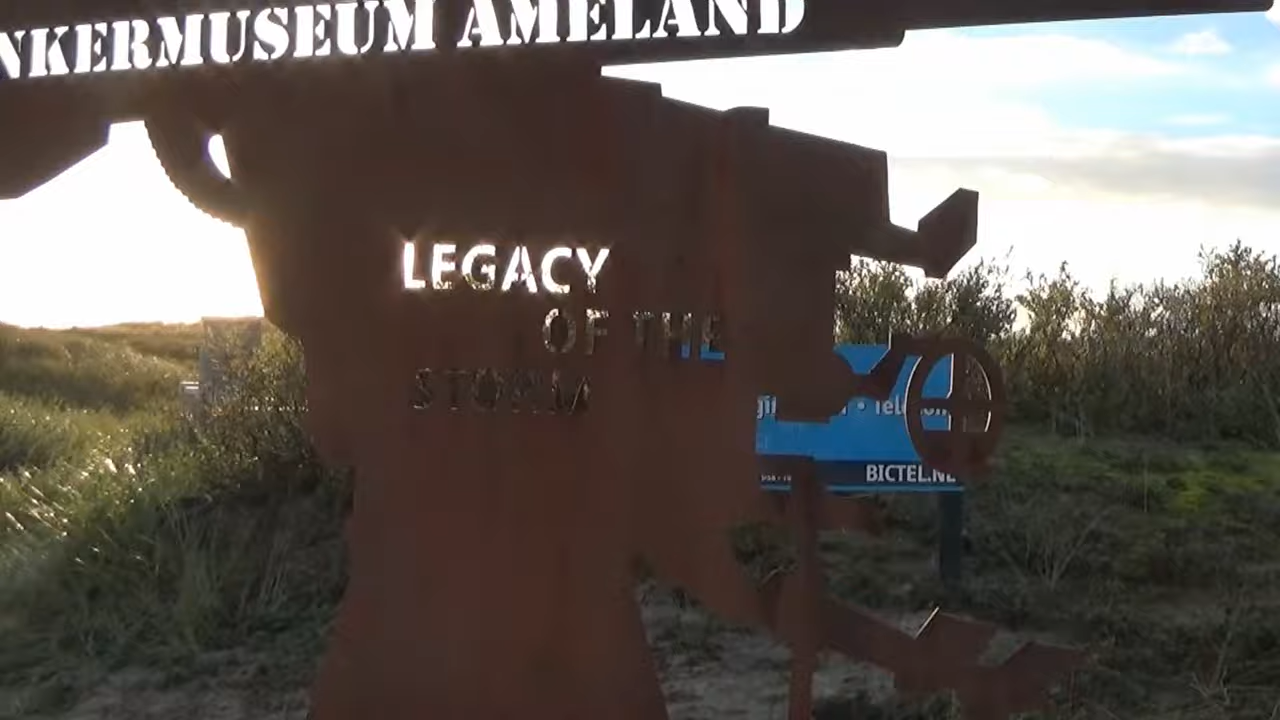 NKERMUSEUM AMELAND
LEGACY
OF THE
STORM
BICTEL.NL